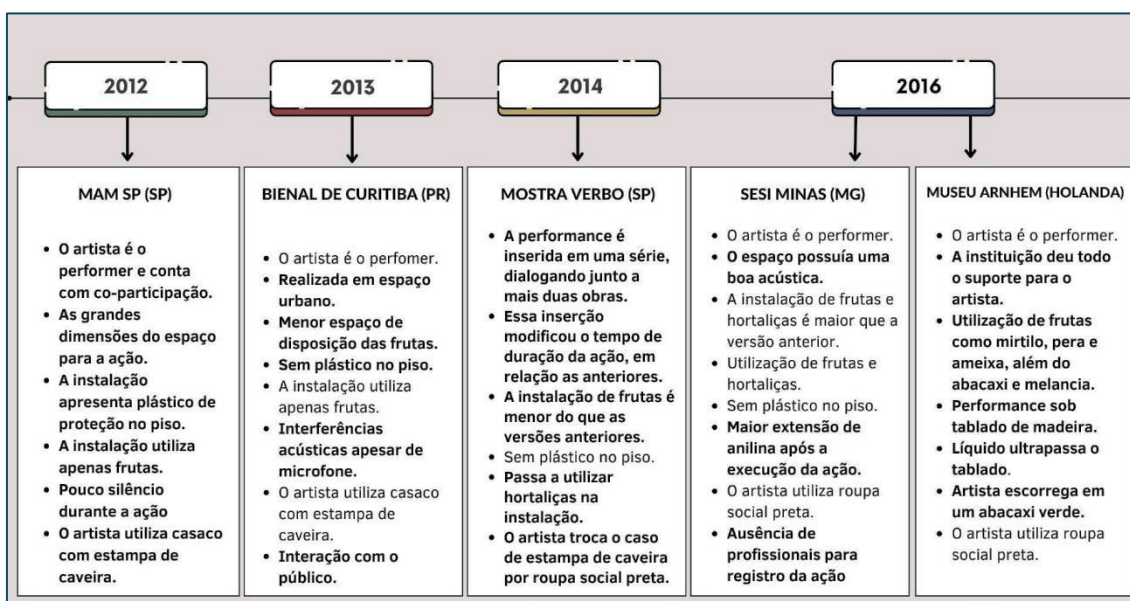 2012
2013
2014
2016
MAM SP (SP)
• O artista é o
performer e conta
com co-participação.
• As grandes
dimensões do espaço
para a ação.
• A instalação
apresenta plástico de
proteção no piso.
• A instalação utiliza
apenas frutas.
• Pouco silêncio
durante a ação
• O artista utiliza casaco
com estampa de
caveira.
BIENAL DE CURITIBA (PR)
• O artista é o perfomer.
• Realizada em espaço
urbano.
• Menor espaço de
disposição das frutas.
• Sem plástico no piso.
• A instalação utiliza
apenas frutas.
• Interferências
acústicas apesar de
microfone.
• O artista utiliza casaco
com estampa de
caveira.
• Interação com o
público.
MOSTRA VERBO (SP)
• A performance é
inserida em uma série,
dialogando junto a
mais duas obras.
• Essa inserção
modificou o tempo de
duração da ação, em
relação as anteriores.
• A instalação de frutas é
menor do que as
versões anteriores.
• Sem plástico no piso.
• Passa a utilizar
hortaliças na
instalação.
• O artista troca o caso
de estampa de caveira
por roupa social preta.
SESI MINAS (MG)
• O artista é o performer.
• O espaço possuía uma
boa acústica.
• A instalação de frutas e
hortaliças é maior que a
versão anterior.
• Utilização de frutas e
hortaliças.
• Sem plástico no piso.
• Maior extensão de
anilina após a
execução da ação.
• O artista utiliza roupa
social preta.
• Ausência de
profissionais para
registro da ação
MUSEU ARNHEM (HOLANDA)
• O artista é o performer.
• A instituição deu todo
o suporte para o
artista.
• Utilização de frutas
como mirtilo, pera e
ameixa, além do
abacaxi e melancia.
• Performance sob
tablado de madeira.
• Líquido ultrapassa o
tablado.
• Artista escorrega em
um abacaxi verde.
• O artista utiliza roupa
social preta.